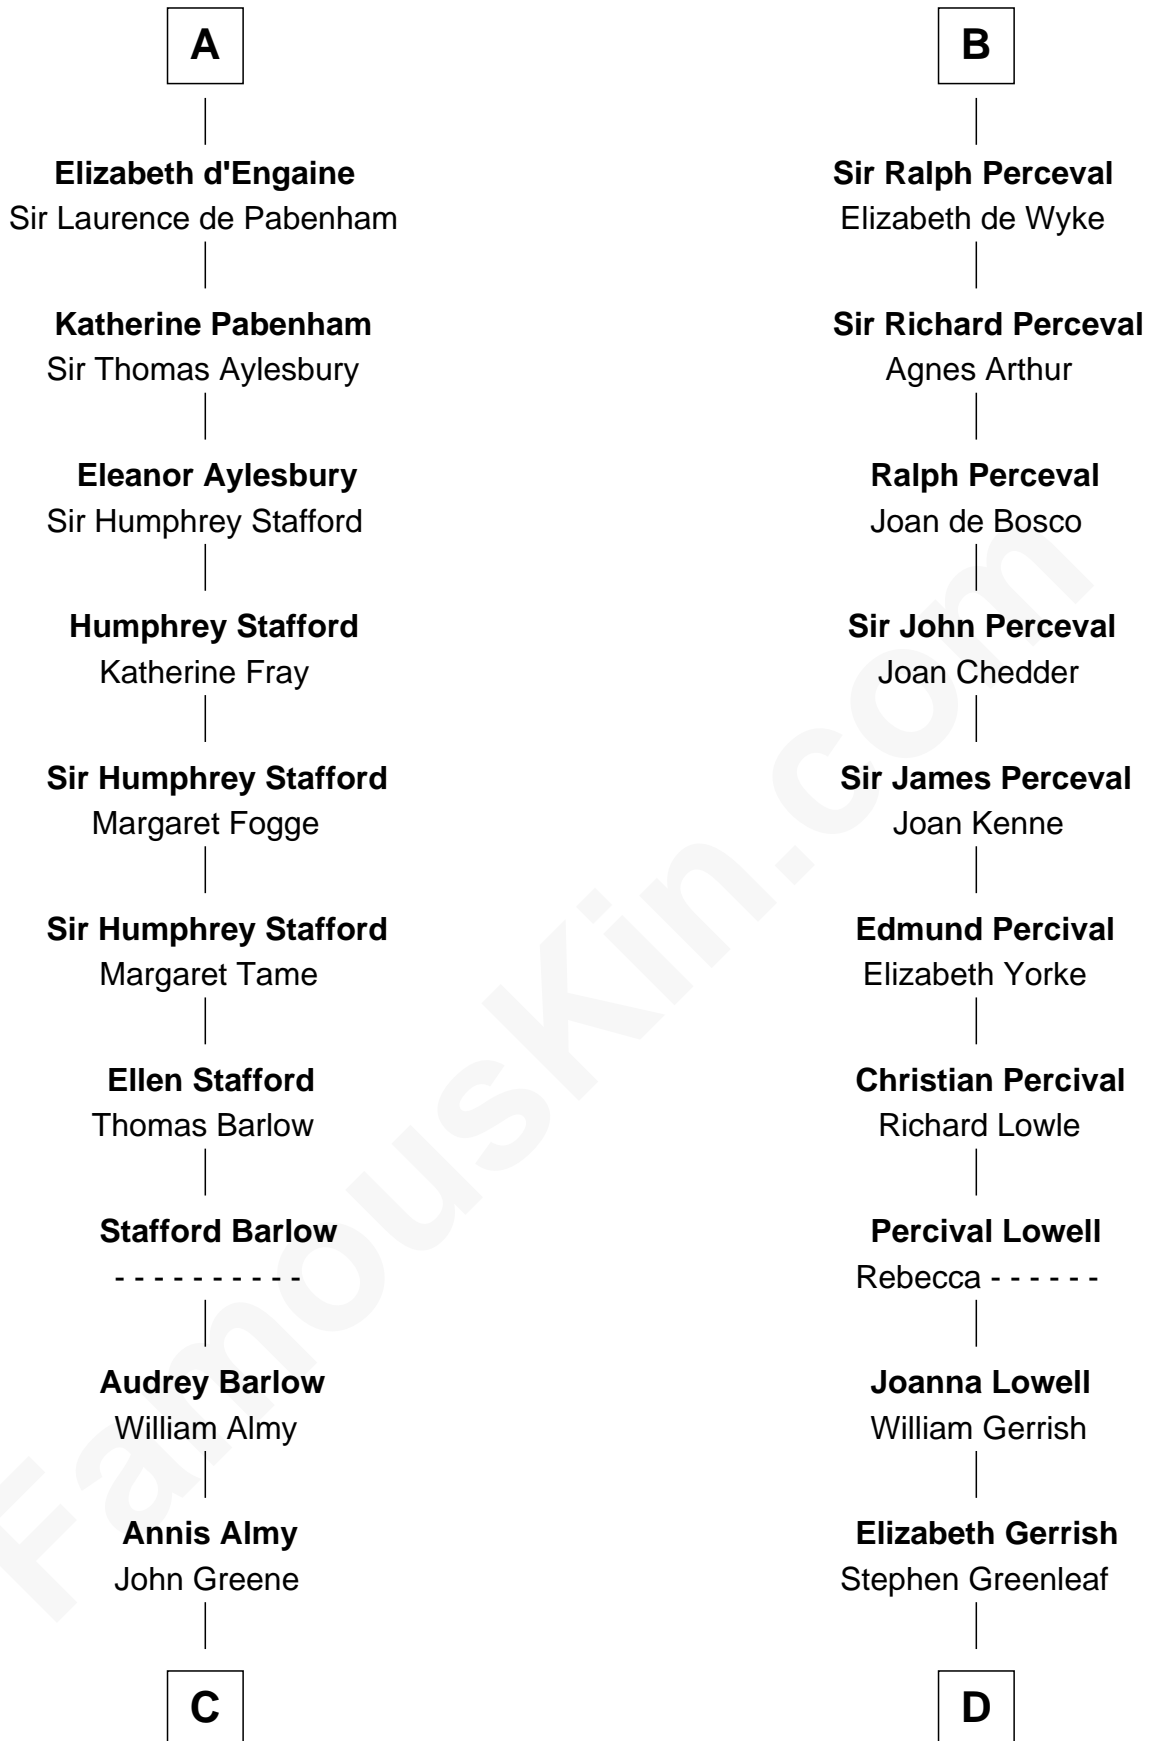 A
Elizabeth d'Engaine
Sir Laurence de Pabenham
Katherine Pabenham
Sir Thomas Aylesbury
Eleanor Aylesbury
Sir Humphrey Stafford
Humphrey Stafford
Katherine Fray
Sir Humphrey Stafford
Margaret Fogge
Sir Humphrey Stafford
Margaret Tame
Ellen Stafford
Thomas Barlow
Stafford Barlow
- - - - - - - - - -
Audrey Barlow
William Almy
Annis Almy
John Greene
C
B
Sir Ralph Perceval
Elizabeth de Wyke
Sir Richard Perceval
Agnes Arthur
Ralph Perceval
Joan de Bosco
Sir John Perceval
Joan Chedder
Sir James Perceval
Joan Kenne
Edmund Percival
Elizabeth Yorke
Christian Percival
Richard Lowle
Percival Lowell
Rebecca - - - - - -
Joanna Lowell
William Gerrish
Elizabeth Gerrish
Stephen Greenleaf
D
FamousKin.com